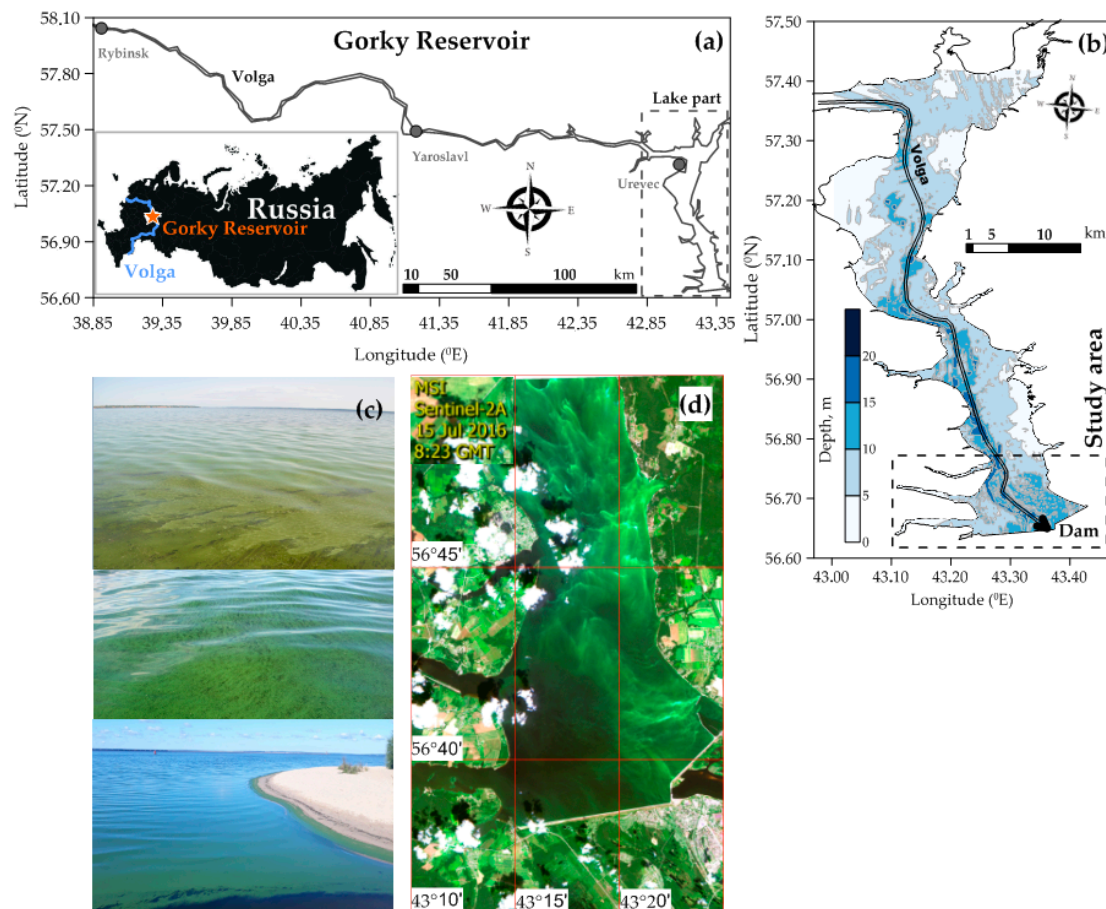 Gorky Reservoir
(a)
58.10
57.80
57.50
57.20
56.90
56.60
Latitude (⁰N)
Rybinsk
Volga
Yaroslavl
Lake part
Urevec
N
W
E
S
Russia
Gorky Reservoir
Volga
10 50 100 km
38.85 39.35 39.85 40.35 40.85 41.35 41.85 42.35 42.85 43.35
Longitude (⁰E)
(b)
57.50
57.40
57.30
57.20
57.10
57.00
56.90
56.80
56.70
56.60
Latitude (⁰N)
N
W
E
S
Volga
1 5 10 km
Depth, m
20
15
10
5
0
Study area
Dam
43.00 43.10 43.20 43.30 43.40
Longitude (⁰E)
(c)
(d)
MSI
Sentinel-2A
15 Jul 2016
8:23 GMT
56°45'
56°40'
43°10' 43°15' 43°20'